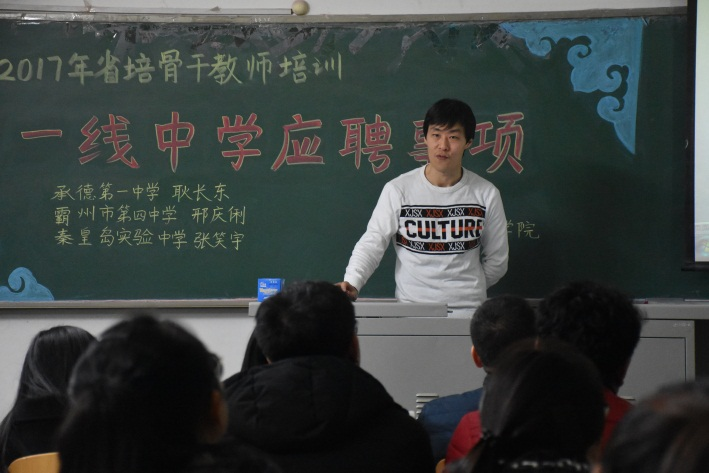 2017年省培骨干教师培训
一线中学应聘事项
承德第一中学 耿长东
霸州市第四中学 邢庆俐
秦皇岛实验中学 张笑宇
学院
XJSX XJSX
CULTURE
XJSX XJSX XJSX